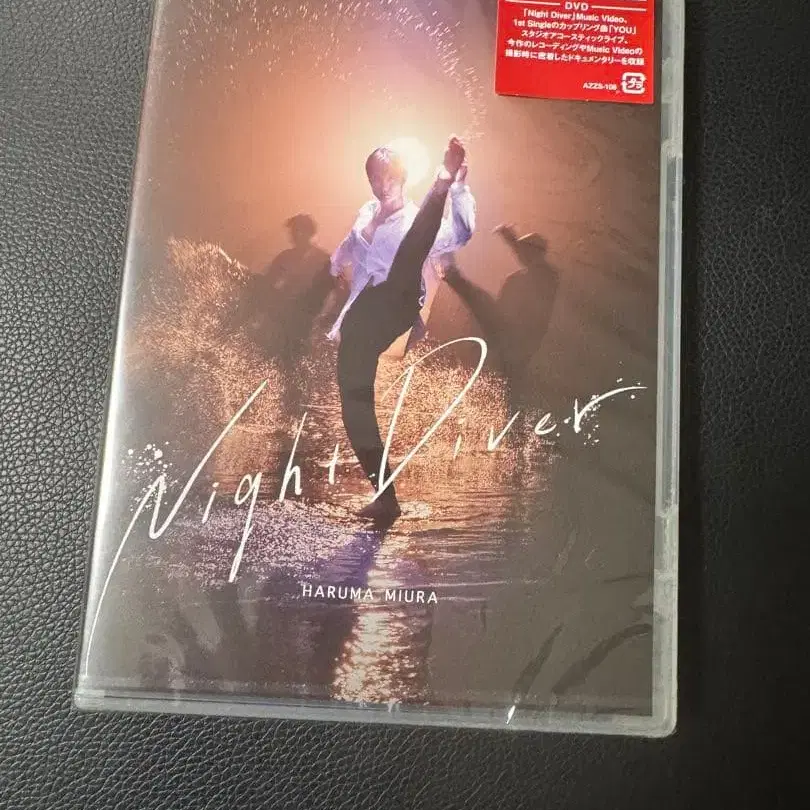 DVD
「Night Diver」Music Video、
1st Singleのカップリング曲「YOU」
スタジオアコースティックライブ、
今作のレコーディングやMusic Videoの
撮影時に密着したドキュメンタリーを収録
AZZS-108
プラ
Night Diver
HARUMA MIURA